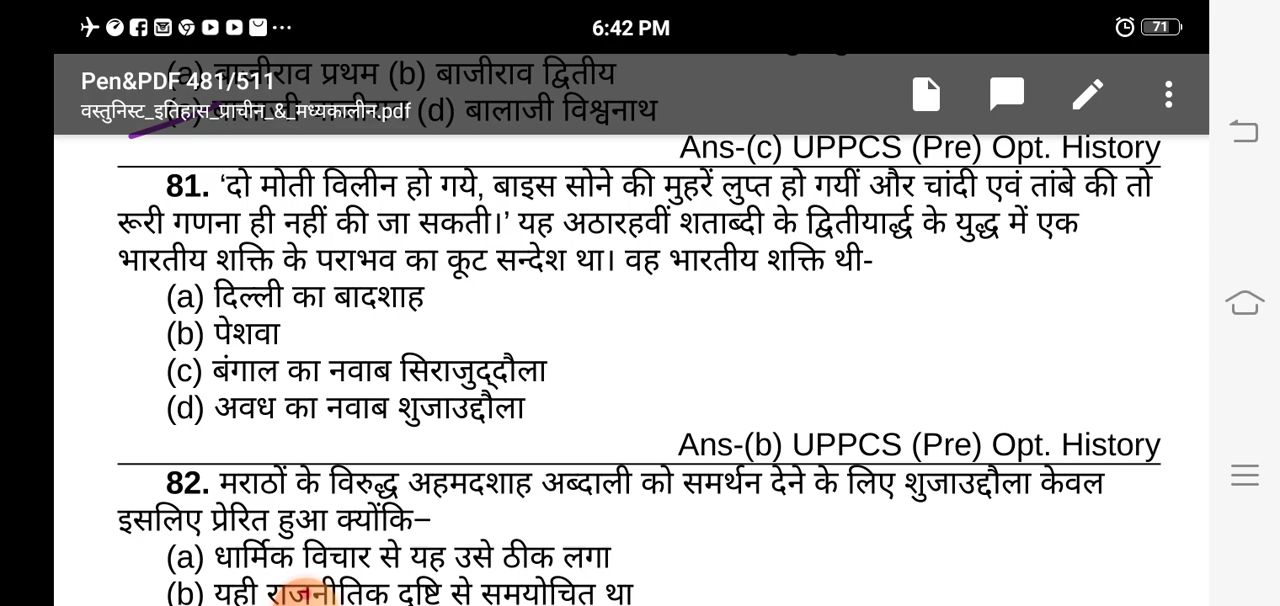 6:42 PM
71
(a) बाजीराव प्रथम (b) बाजीराव द्वितीय
Pen&PDF 481/511
वस्तुनिस्ट_इतिहास_प्राचीन_&_मध्यकालीन.pdf
(d) बालाजी विश्वनाथ
Ans-(c) UPPCS (Pre) Opt. History
81. ‘दो मोती विलीन हो गये, बाइस सोने की मुहरें लुप्त हो गयीं और चांदी एवं तांबे की तो
रूरी गणना ही नहीं की जा सकती।’ यह अठारहवीं शताब्दी के द्वितीयार्द्ध के युद्ध में एक
भारतीय शक्ति के पराभव का कूट सन्देश था। वह भारतीय शक्ति थी-
(a) दिल्ली का बादशाह
(b) पेशवा
(c) बंगाल का नवाब सिराजुद्दौला
(d) अवध का नवाब शुजाउद्दौला
Ans-(b) UPPCS (Pre) Opt. History
82. मराठों के विरुद्ध अहमदशाह अब्दाली को समर्थन देने के लिए शुजाउद्दौला केवल
इसलिए प्रेरित हुआ क्योंकि–
(a) धार्मिक विचार से यह उसे ठीक लगा
(b) यही राजनीतिक दृष्टि से समयोचित था